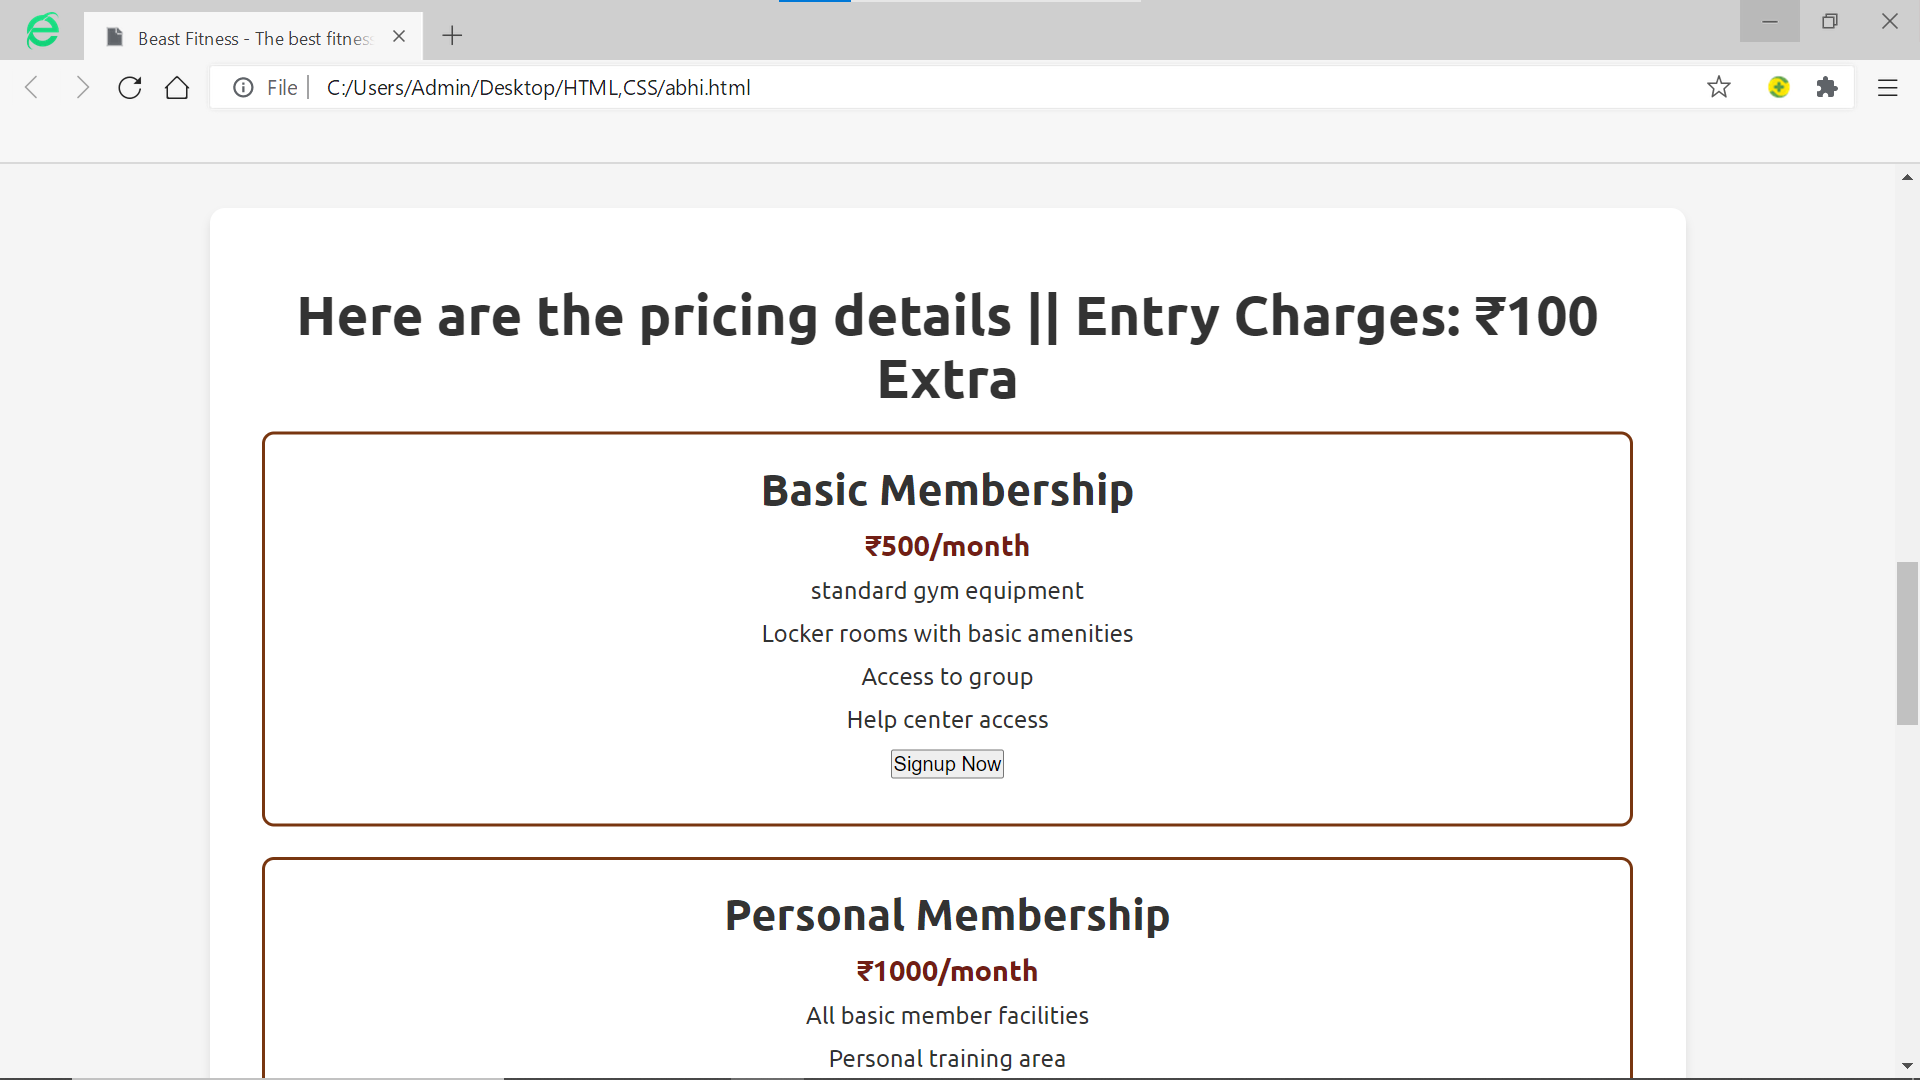 Beast Fitness - The best fitness
File
C:/Users/Admin/Desktop/HTML,CSS/abhi.html
Here are the pricing details || Entry Charges: ₹100
Extra
Basic Membership
₹500/month
standard gym equipment
Locker rooms with basic amenities
Access to group
Help center access
Signup Now
Personal Membership
₹1000/month
All basic member facilities
Personal training area